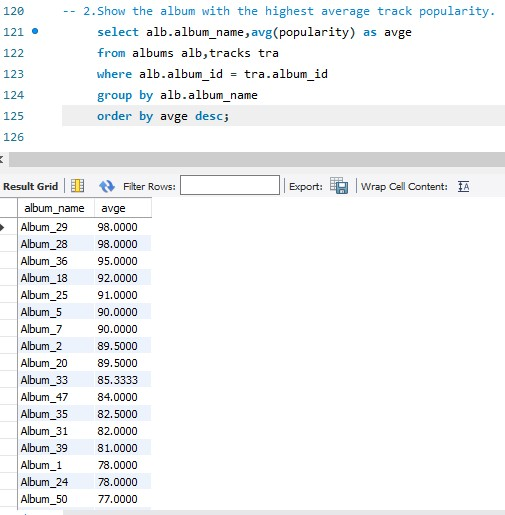 120 -- 2.Show the album with the highest average track popularity.
121 select alb.album_name,avg(popularity) as avge
122 from albums alb,tracks tra
123 where alb.album_id = tra.album_id
124 group by alb.album_name
125 order by avge desc;
126
Result Grid Filter Rows: Export: Wrap Cell Content: IA
album_name avge
Album_29 98.0000
Album_28 98.0000
Album_36 95.0000
Album_18 92.0000
Album_25 91.0000
Album_5 90.0000
Album_7 90.0000
Album_2 89.5000
Album_20 89.5000
Album_33 85.3333
Album_47 84.0000
Album_35 82.5000
Album_31 82.0000
Album_39 81.0000
Album_1 78.0000
Album_24 78.0000
Album_50 77.0000